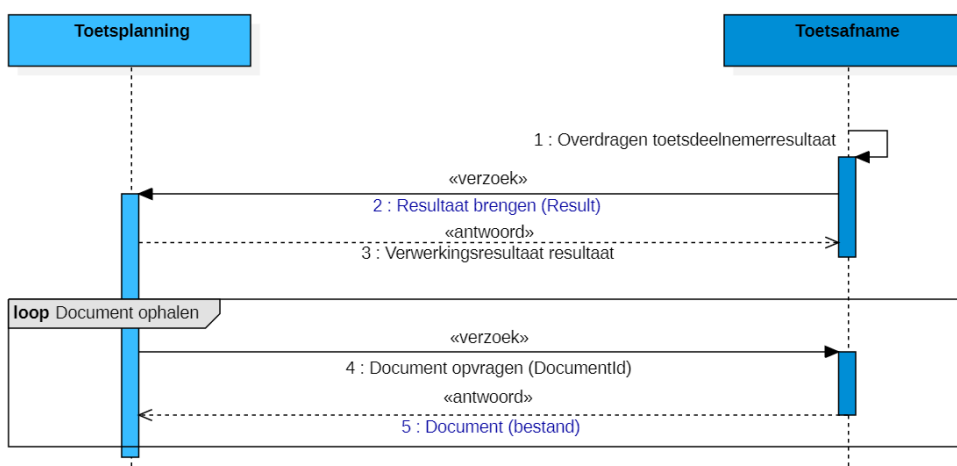 Toetsplanning
Toetsafname
1 : Overdragen toetsdeelnemerresultaat
«verzoek»
2 : Resultaat brengen (Result)
«antwoord»
3 : Verwerkingsresultaat resultaat
loop Document ophalen
«verzoek»
4 : Document opvragen (DocumentId)
«antwoord»
5 : Document (bestand)